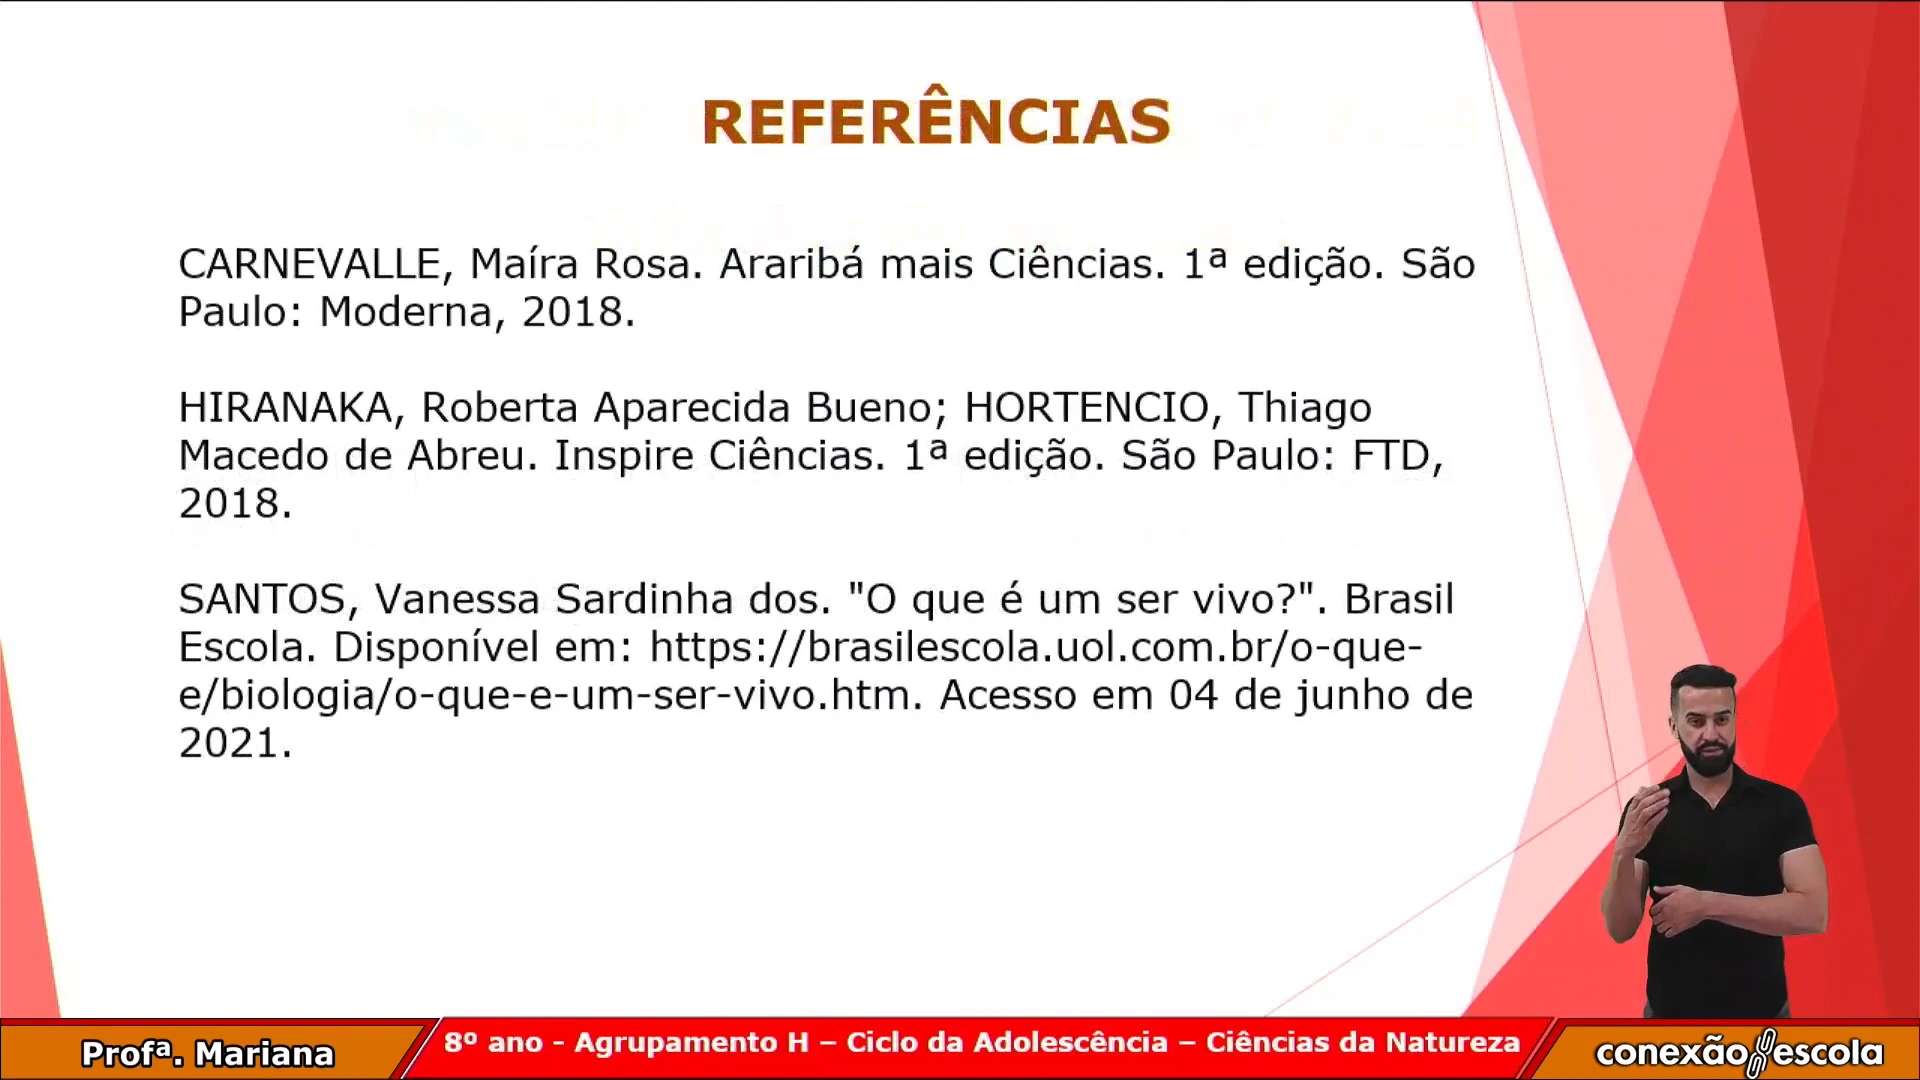 REFERÊNCIAS
CARNEVALLE, Maíra Rosa. Araribá mais Ciências. 1ª edição. São
Paulo: Moderna, 2018.
HIRANAKA, Roberta Aparecida Bueno; HORTENCIO, Thiago
Macedo de Abreu. Inspire Ciências. 1ª edição. São Paulo: FTD,
2018.
SANTOS, Vanessa Sardinha dos. "O que é um ser vivo?". Brasil
Escola. Disponível em: https://brasilescola.uol.com.br/o-que-
e/biologia/o-que-e-um-ser-vivo.htm. Acesso em 04 de junho de
2021.
Profª. Mariana
8º ano - Agrupamento H – Ciclo da Adolescência – Ciências da Natureza
conexão escola